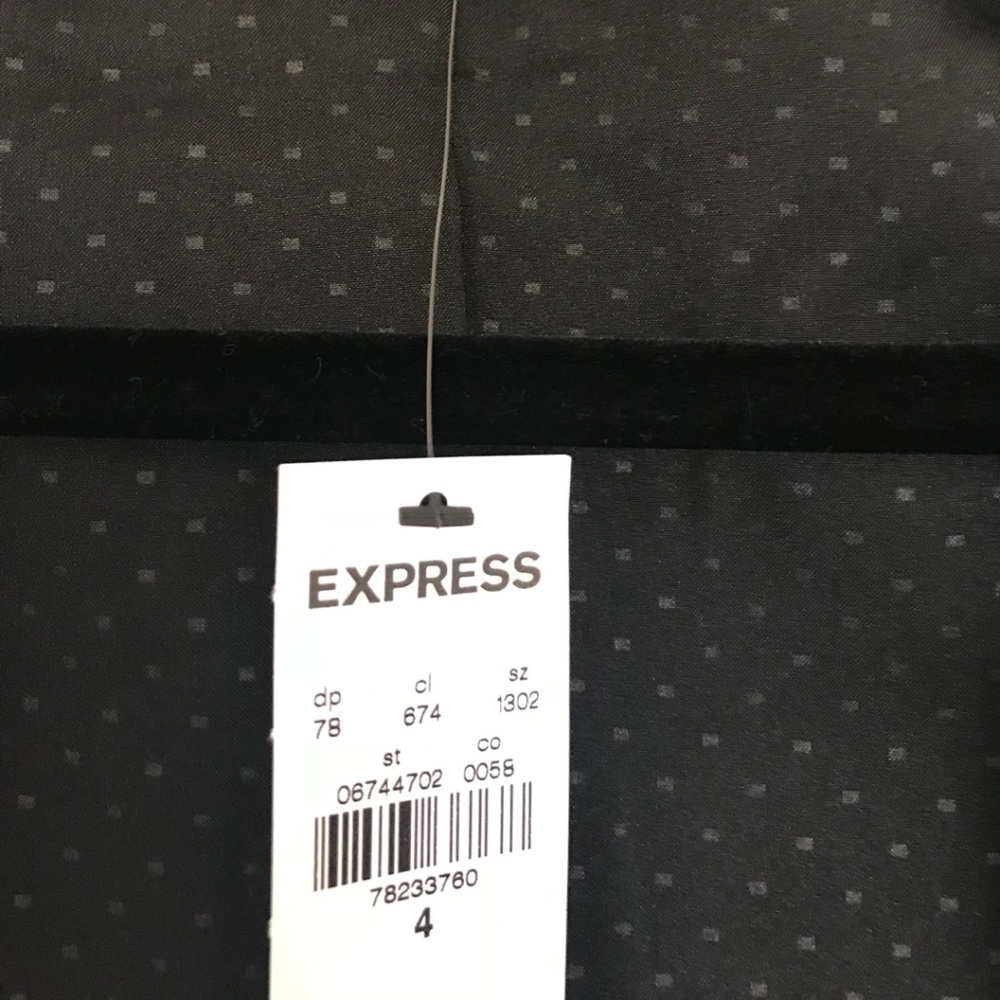 EXPRESS
dp cl sz
78 674 1302
st co
06744702 0058
78233760
4